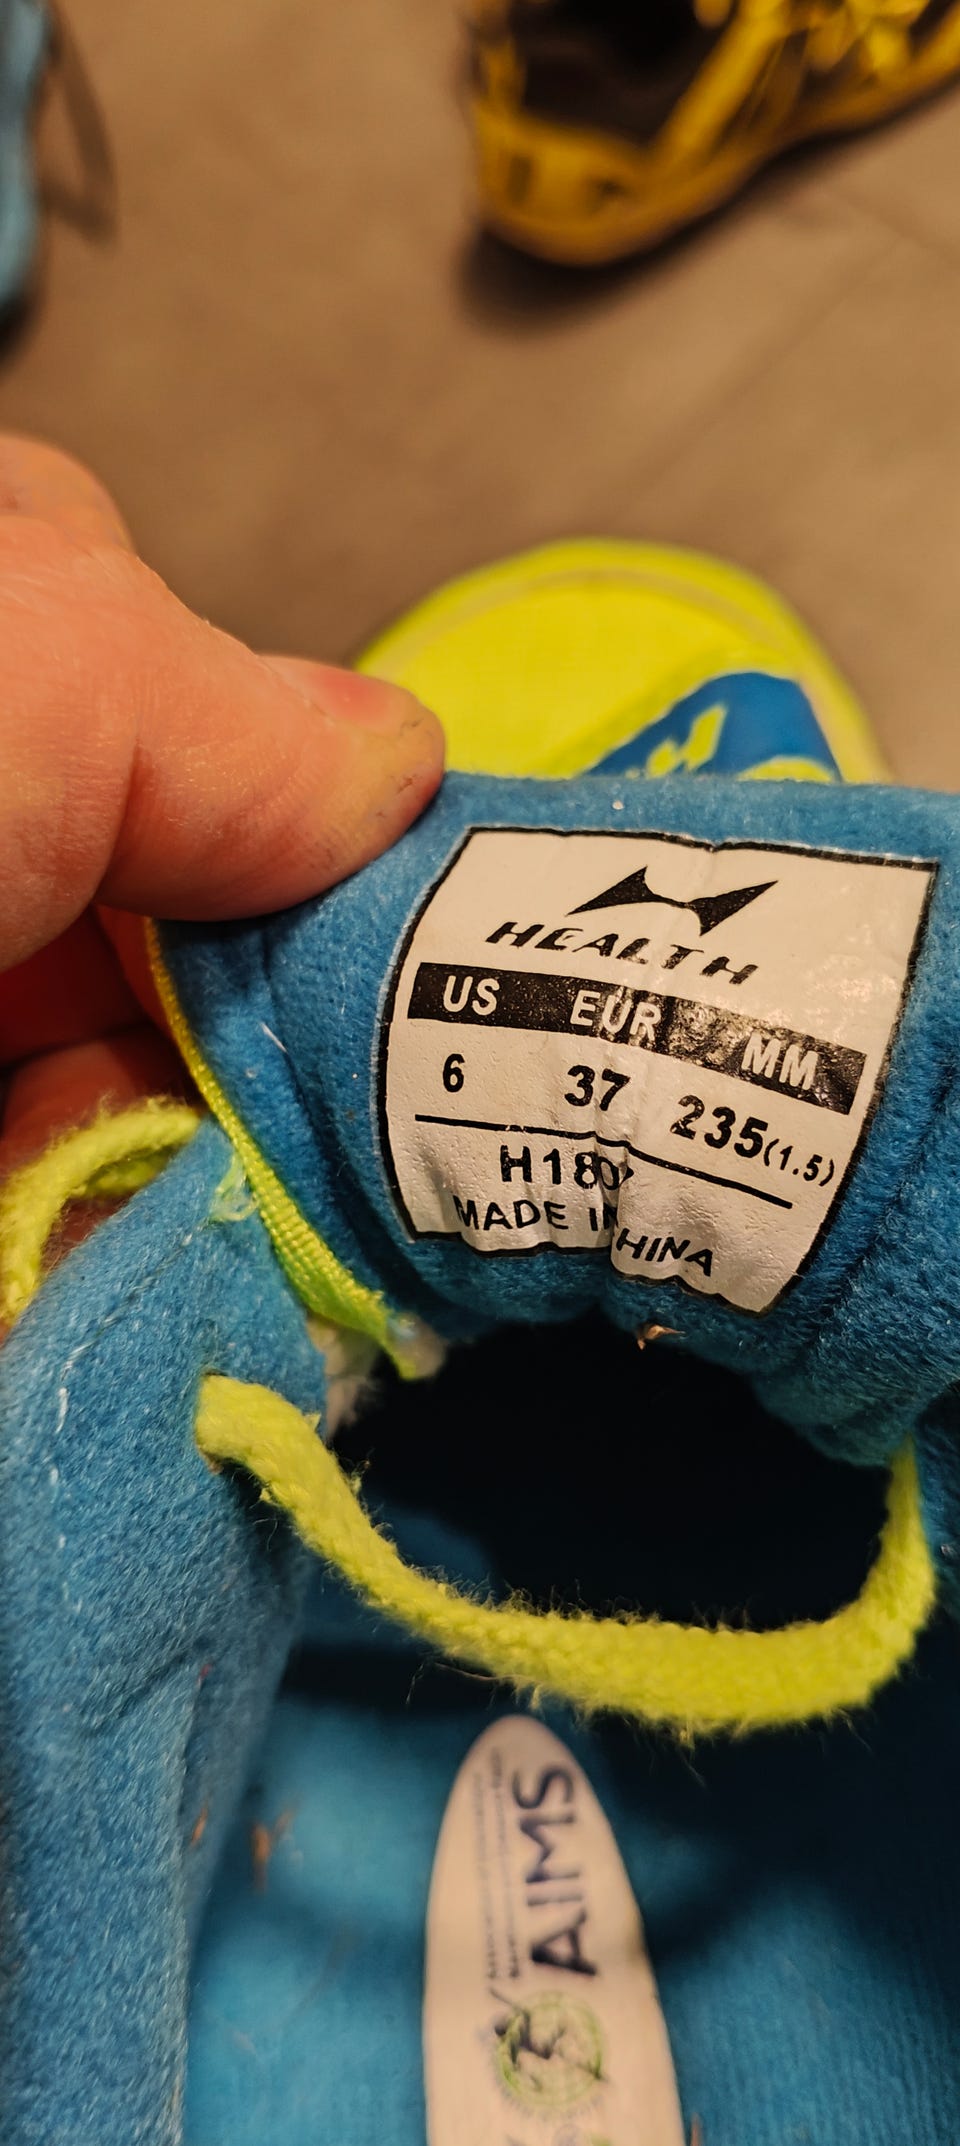 HEALTH
US EUR MM
6 37 235(1.5)
MADE IN CHINA
AIMS